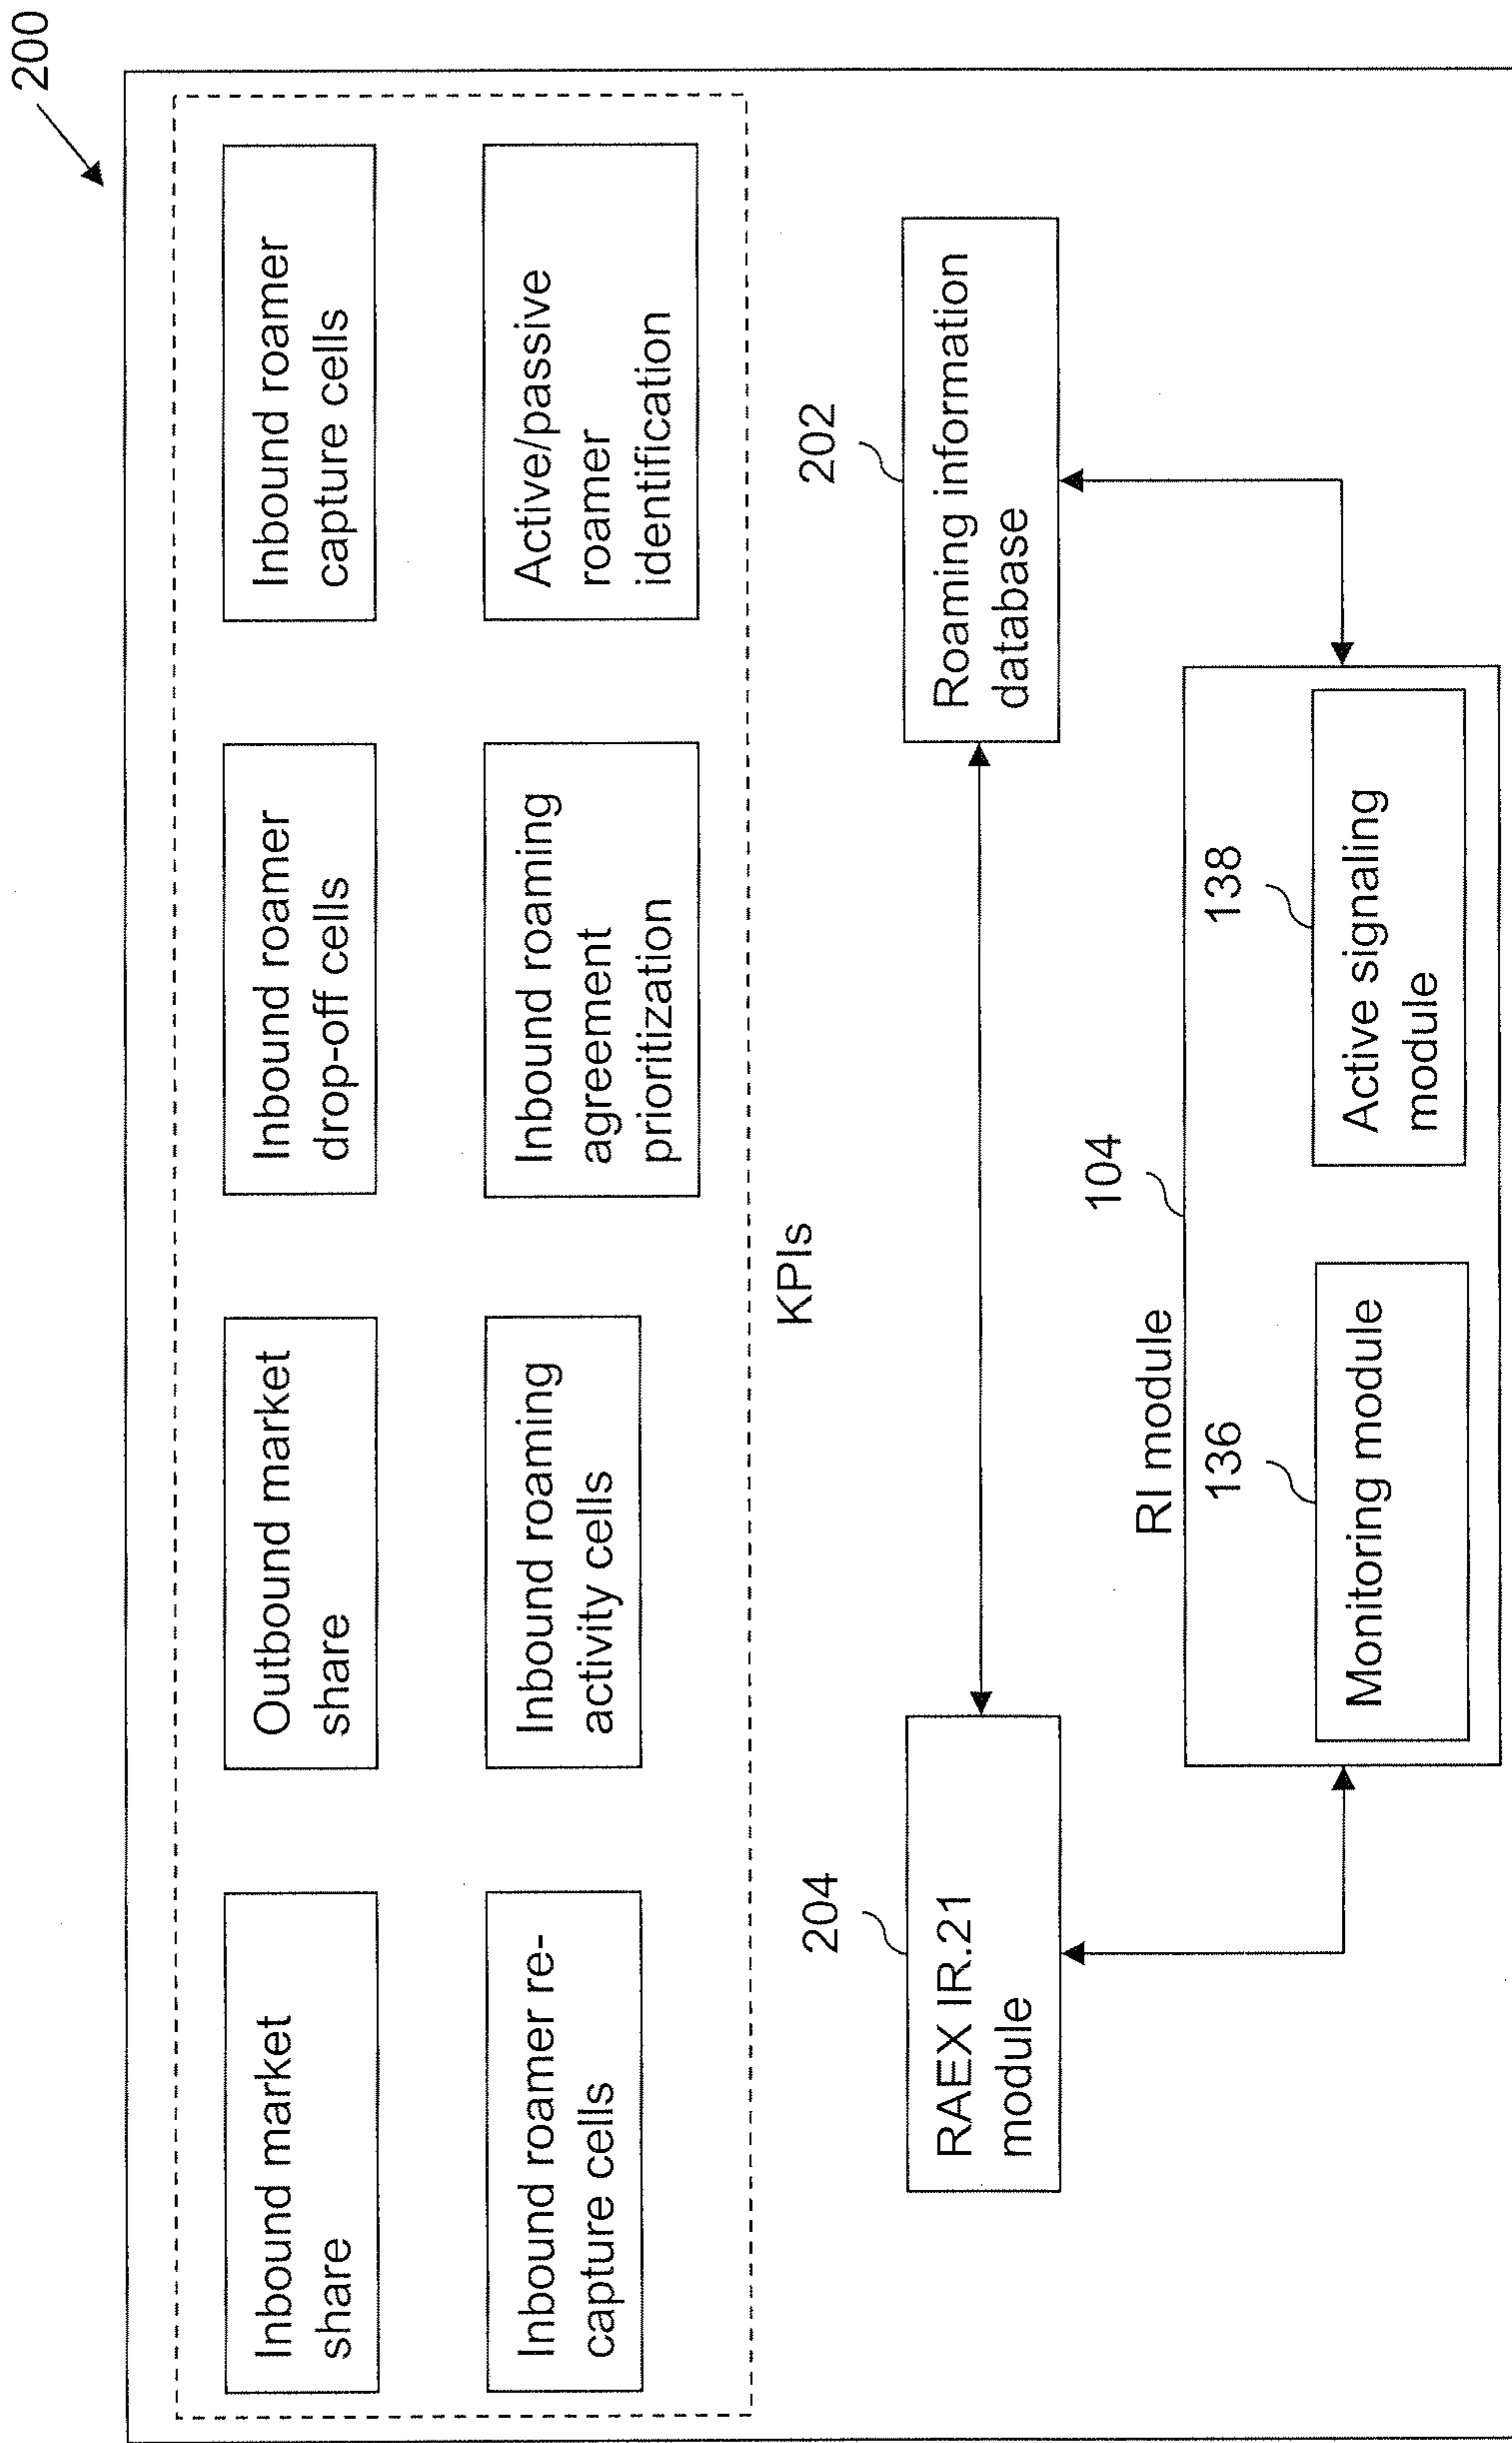 200
Inbound market
share
Outbound market
share
Inbound roamer
drop-off cells
Inbound roamer
capture cells
Inbound roamer re-
capture cells
Inbound roaming
activity cells
Inbound roaming
agreement
prioritization
Active/passive
roamer
identification
KPIs
204
RAEX IR.21
module
202
Roaming information
database
RI module
104
136
Monitoring module
138
Active signaling
module